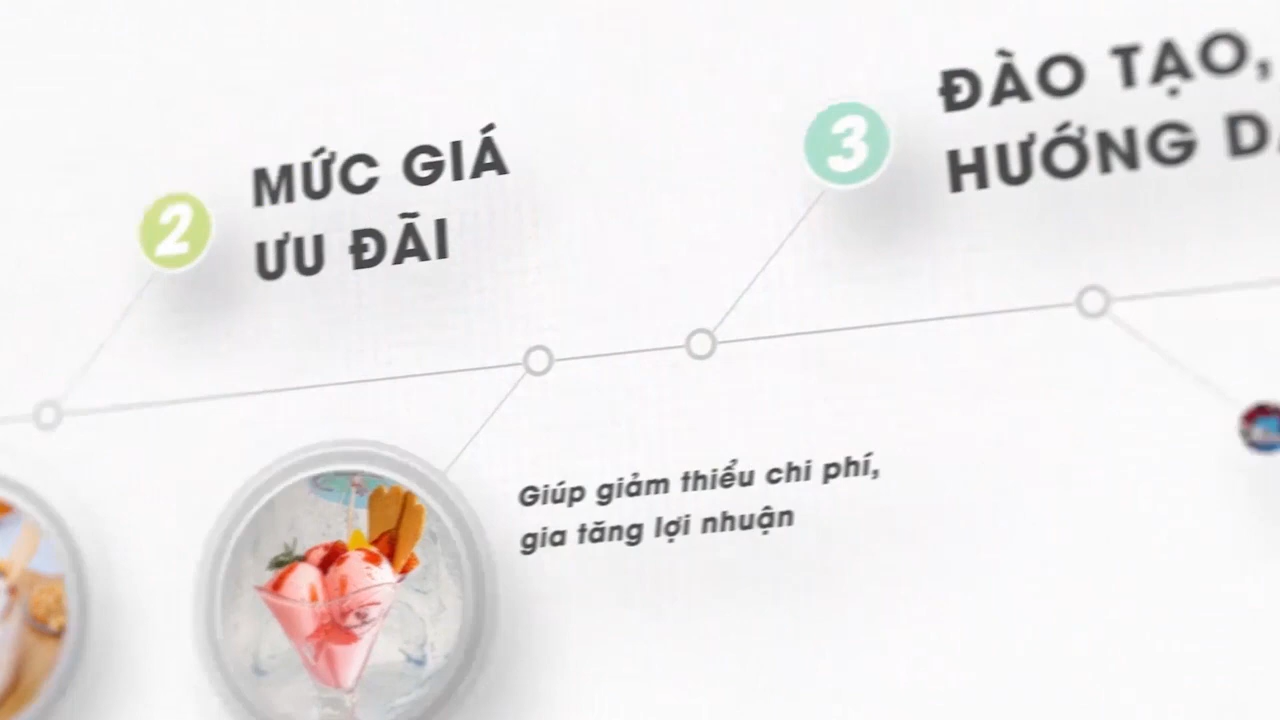 2
MỨC GIÁ
ƯU ĐÃI
3
ĐÀO TẠO,
HƯỚNG
Giúp giảm thiểu chi phí,
gia tăng lợi nhuận